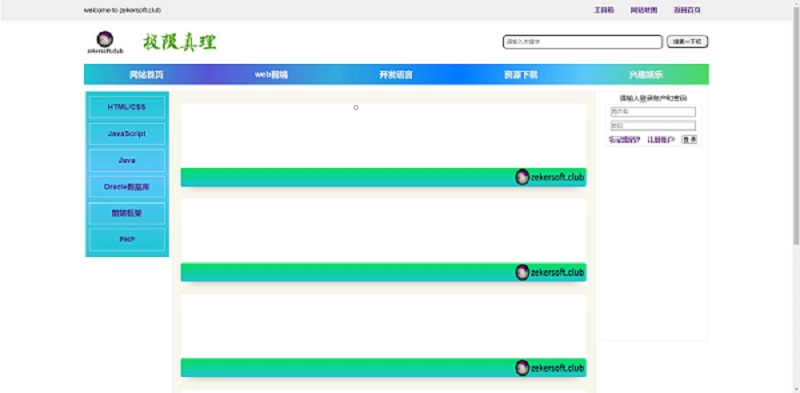 welcome to zekersoft.club
工具箱 网站地图 返回首页
zekersoft.club
极限真理
请输入关键字
搜索一下吧
网站首页 web前端 开发语言 资源下载 兴趣娱乐
HTML/CSS
JavaScript
Java
Oracle数据库
前端框架
PHP
请输入登录账户和密码
用户名
密码
忘记密码? 注册账户 登录
zekersoft.club
zekersoft.club
zekersoft.club